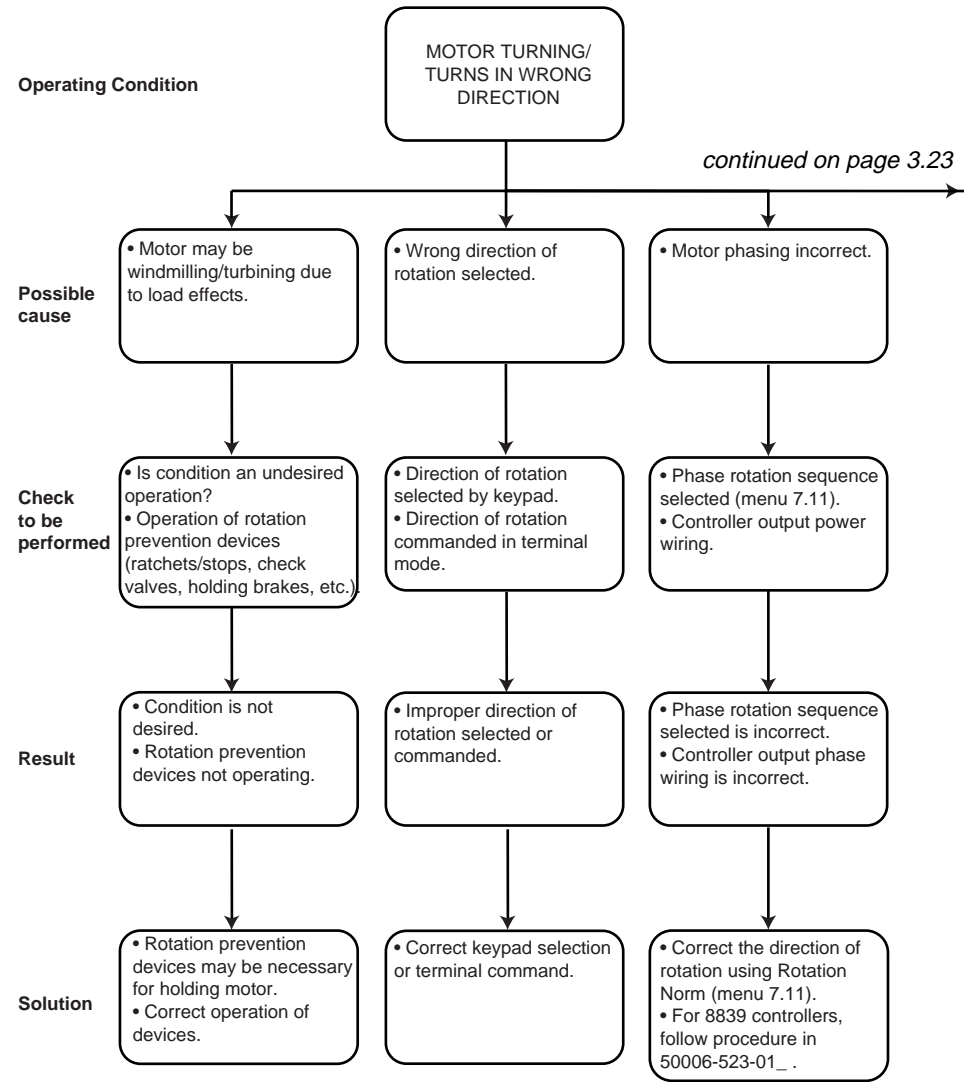 Operating Condition
MOTOR TURNING/
TURNS IN WRONG
DIRECTION
continued on page 3.23
Possible
cause
• Motor may be
windmilling/turbining due
to load effects.
• Wrong direction of
rotation selected.
• Motor phasing incorrect.
Check
to be
performed
• Is condition an undesired
operation?
• Operation of rotation
prevention devices
(ratchets/stops, check
valves, holding brakes, etc.).
• Direction of rotation
selected by keypad.
• Direction of rotation
commanded in terminal
mode.
• Phase rotation sequence
selected (menu 7.11).
• Controller output power
wiring.
Result
• Condition is not
desired.
• Rotation prevention
devices not operating.
• Improper direction of
rotation selected or
commanded.
• Phase rotation sequence
selected is incorrect.
• Controller output phase
wiring is incorrect.
Solution
• Rotation prevention
devices may be necessary
for holding motor.
• Correct operation of
devices.
• Correct keypad selection
or terminal command.
• Correct the direction of
rotation using Rotation
Norm (menu 7.11).
• For 8839 controllers,
follow procedure in
50006-523-01_ .